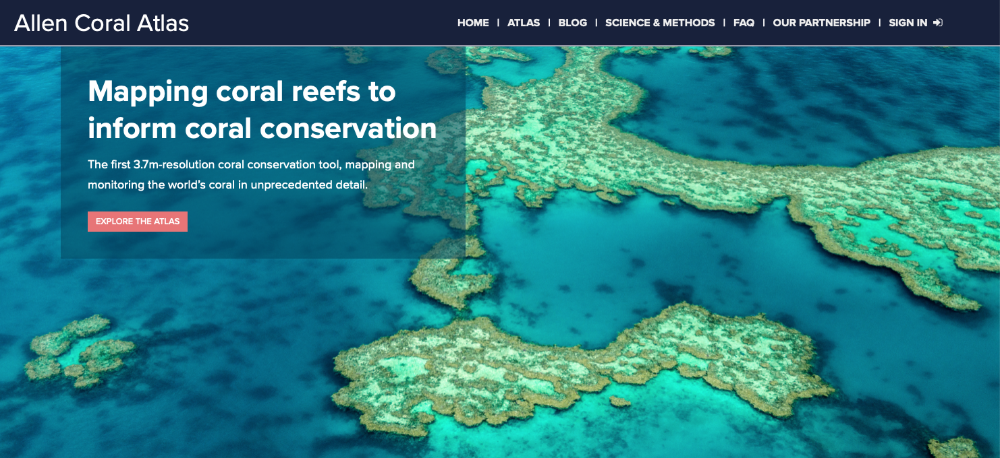 Allen Coral Atlas
HOME | ATLAS | BLOG | SCIENCE & METHODS | FAQ | OUR PARTNERSHIP | SIGN IN
Mapping coral reefs to
inform coral conservation
The first 3.7m-resolution coral conservation tool, mapping and
monitoring the world's coral in unprecedented detail.
EXPLORE THE ATLAS